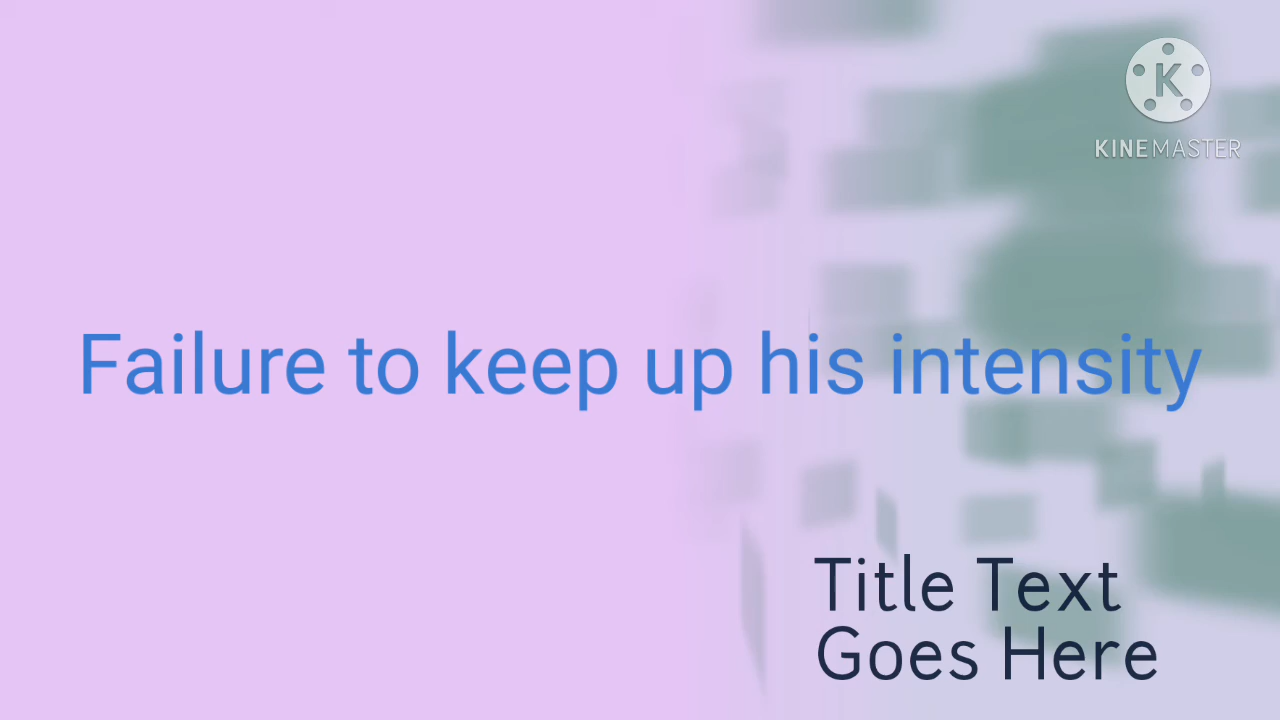 K
KINEMASTER
Failure to keep up his intensity
Title Text
Goes Here